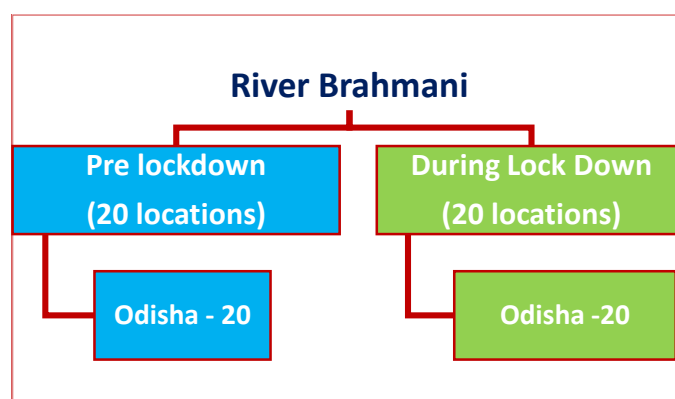 River Brahmani
Pre lockdown
(20 locations)
During Lock Down
(20 locations)
Odisha - 20
Odisha -20